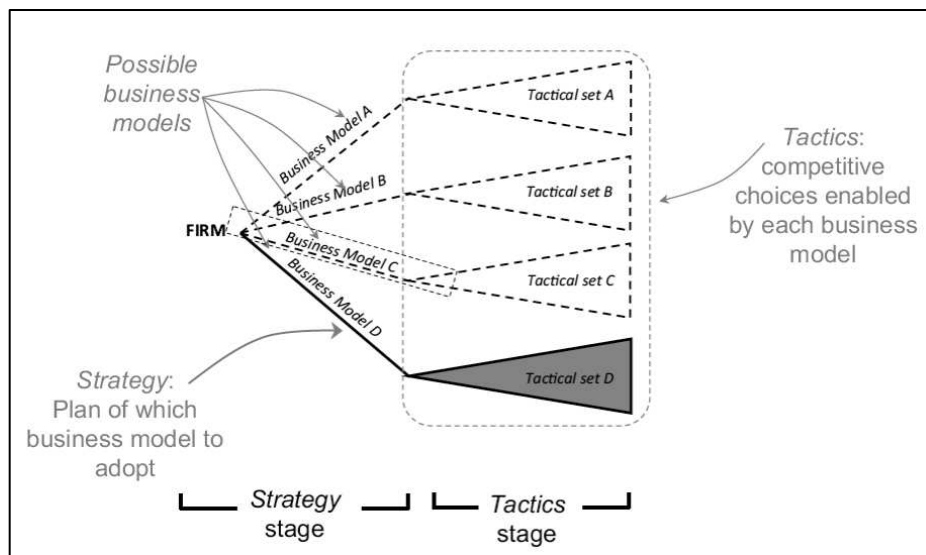 Possible
business
models
Business Model A
Tactical set A
Tactics:
competitive
choices enabled
by each business
model
Business Model B
Tactical set B
FIRM
Business Model C
Tactical set C
Business Model D
Tactical set D
Strategy:
Plan of which
business model to
adopt
Strategy
stage
Tactics
stage